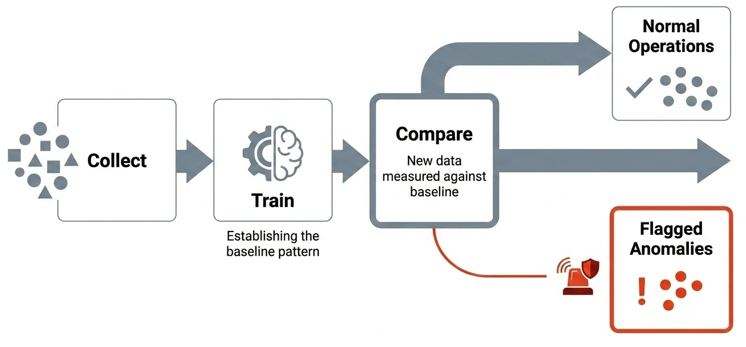 Collect
Train
Establishing the
baseline pattern
Compare
New data
measured against
baseline
Normal
Operations
Flagged
Anomalies
!